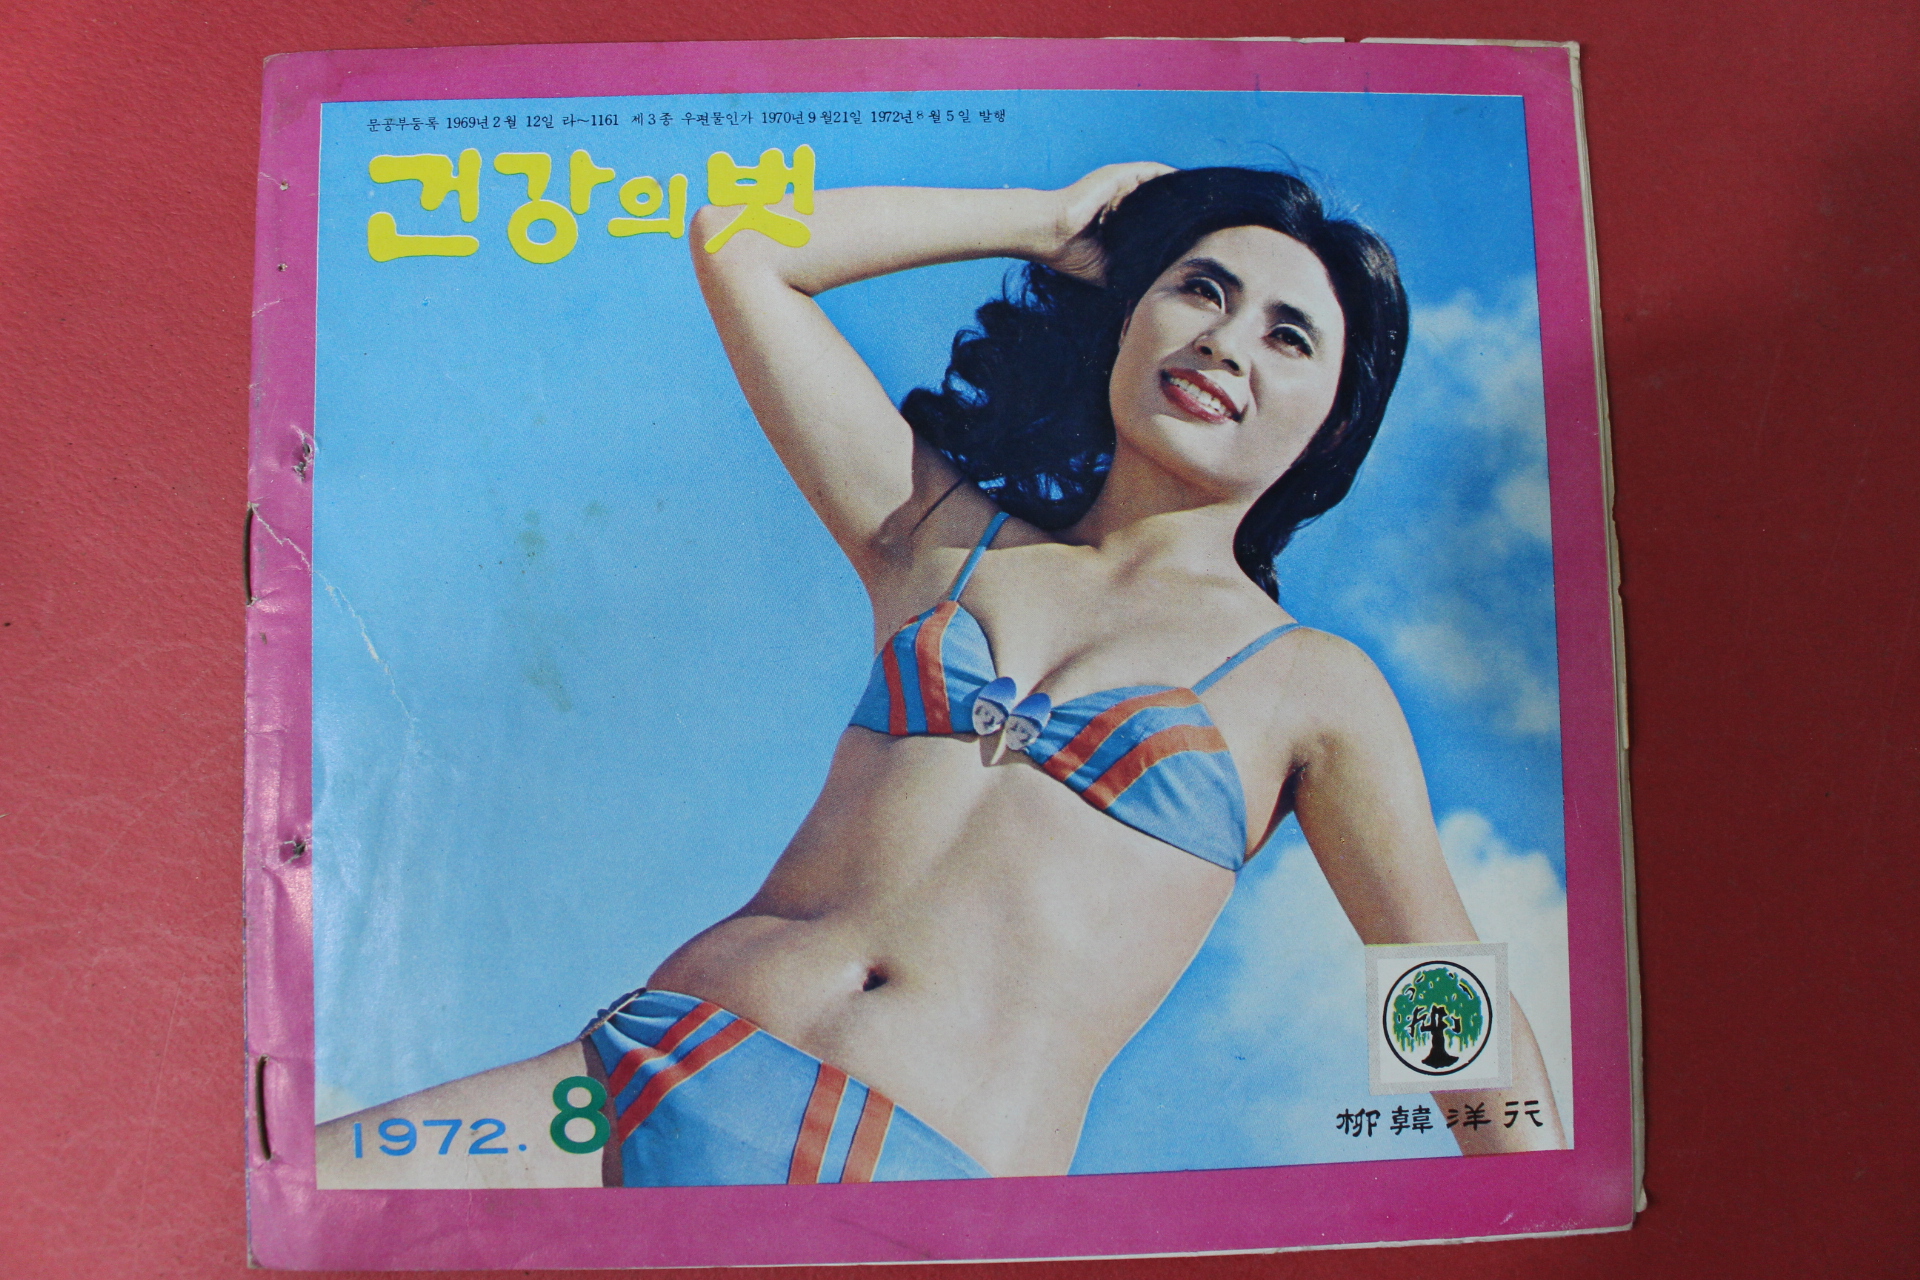 문공부등록 1969년 2월 12일 라~1161 제3종 우편물인가 1970년 9월 21일 1972년 8월 5일 발행
건강의 벗
1972. 8
柳韓洋行